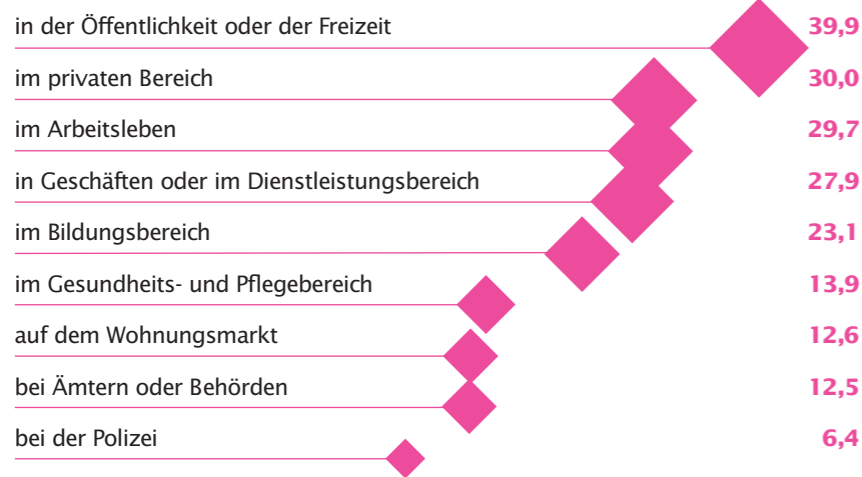 in der Öffentlichkeit oder der Freizeit 39,9
im privaten Bereich 30,0
im Arbeitsleben 29,7
in Geschäften oder im Dienstleistungsbereich 27,9
im Bildungsbereich 23,1
im Gesundheits- und Pflegebereich 13,9
auf dem Wohnungsmarkt 12,6
bei Ämtern oder Behörden 12,5
bei der Polizei 6,4